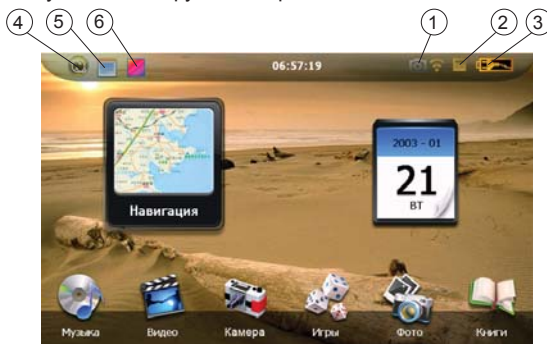 4 5 6 1 2 3
06:57:19
2003 - 01
21
ВТ
Навигация
Музыка Видео Камера Игры Фото Книги